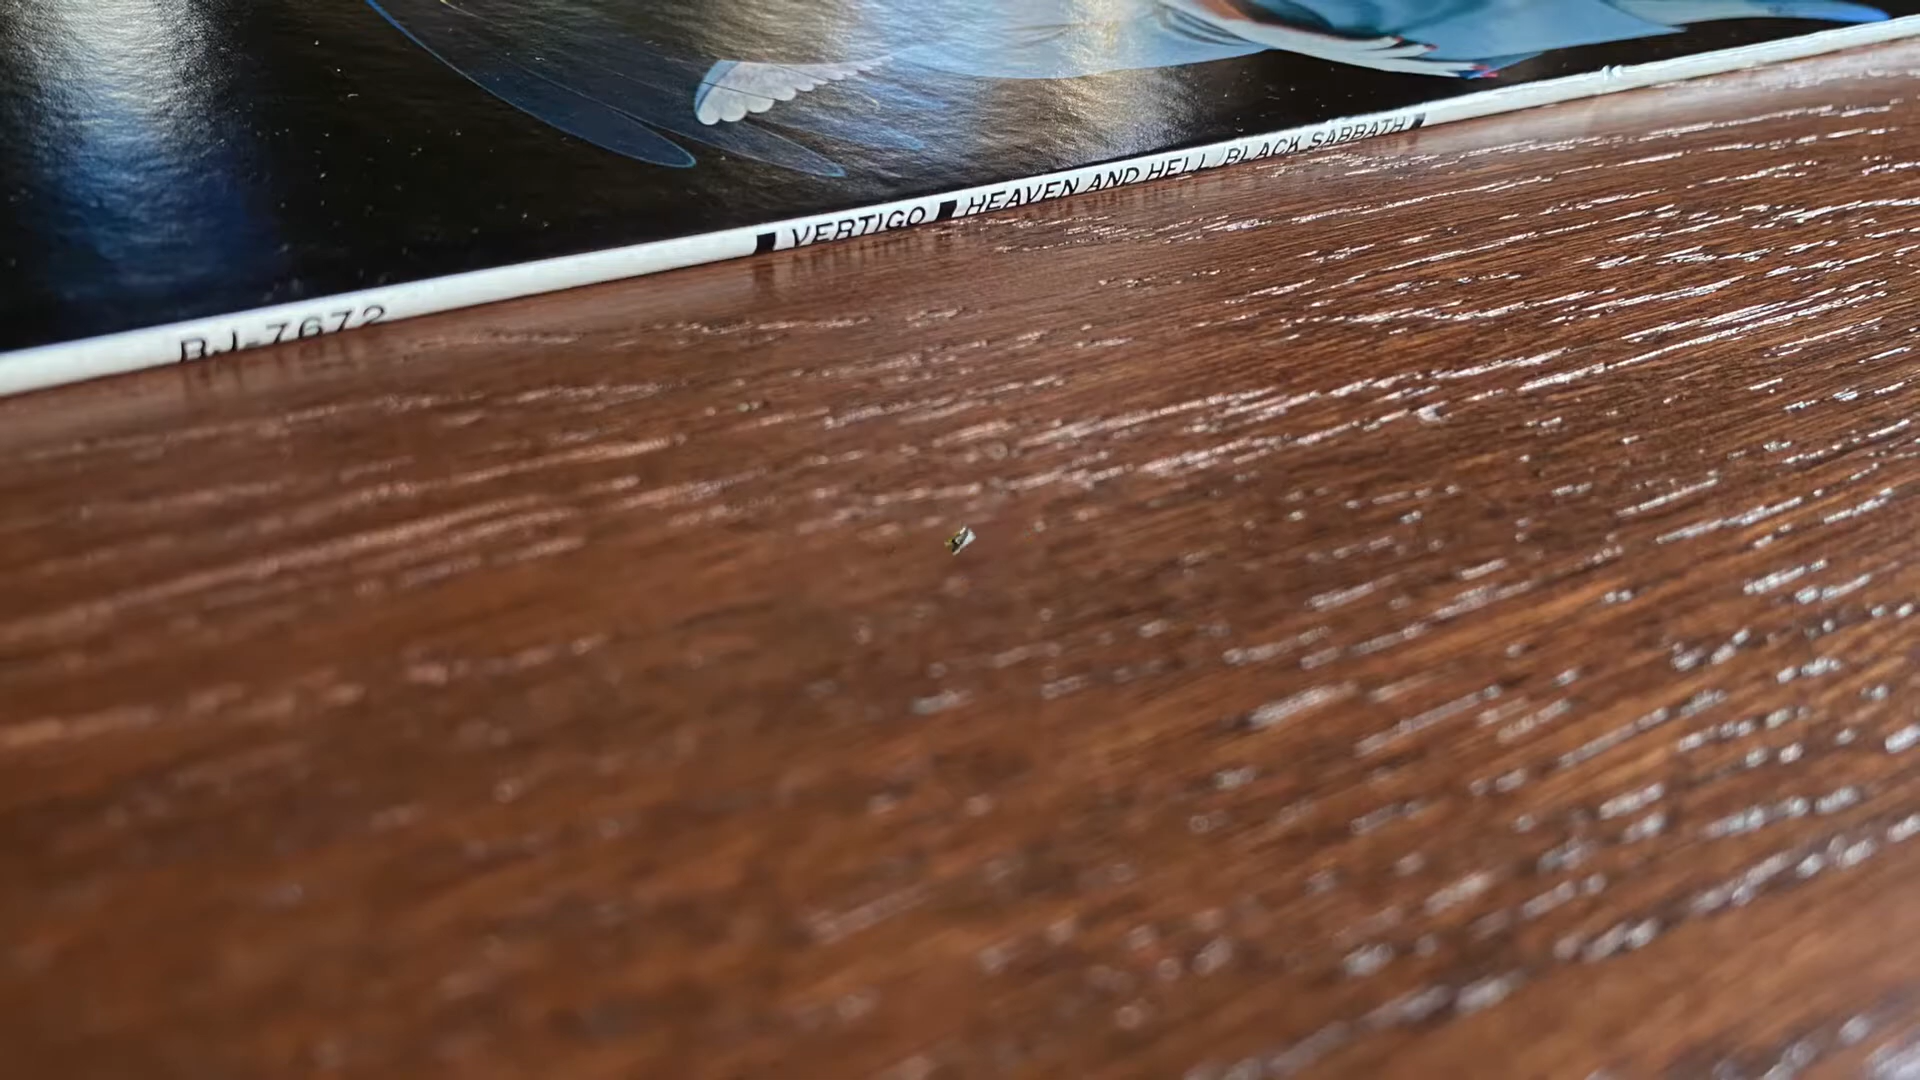 RJ-7672 ▮ VERTIGO ▮ HEAVEN AND HELL / BLACK SABBATH ▮